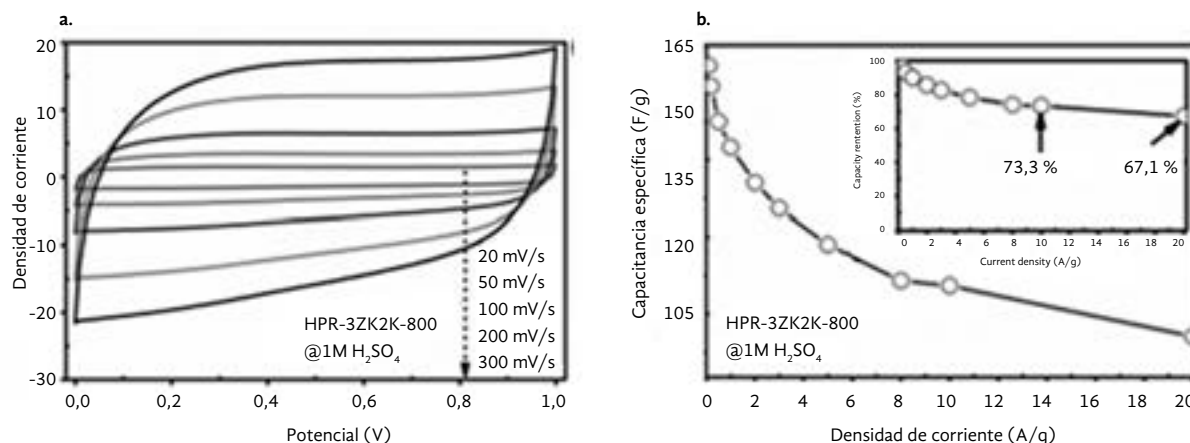 a.
Densidad de corriente
20
10
0
-10
-20
-30
20 mV/s
50 mV/s
100 mV/s
200 mV/s
300 mV/s
HPR-3ZK2K-800
@1M H₂SO₄
0,0
0,2
0,4
0,6
0,8
1,0
Potencial (V)
b.
Capacitancia específica (F/g)
165
150
135
120
105
HPR-3ZK2K-800
@1M H₂SO₄
0
2
4
6
8
10
12
14
16
18
20
Densidad de corriente (A/g)
Capacity rentention (%)
100
80
60
40
20
0
73,3 %
67,1 %
0
2
4
6
8
10
12
14
16
18
20
Current density (A/g)